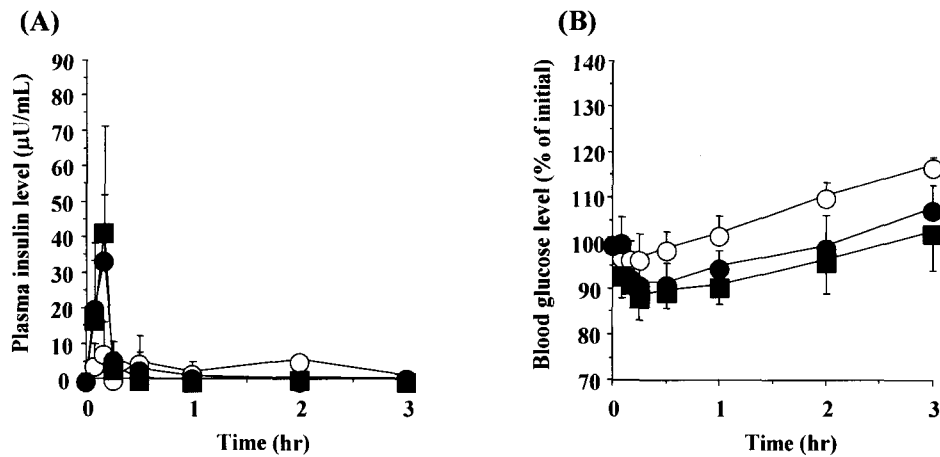 (A)
Plasma insulin level (μU/mL)
90
80
70
60
50
40
30
20
10
0
0 1 2 3
Time (hr)
(B)
Blood glucose level (% of initial)
140
130
120
110
100
90
80
70
0 1 2 3
Time (hr)